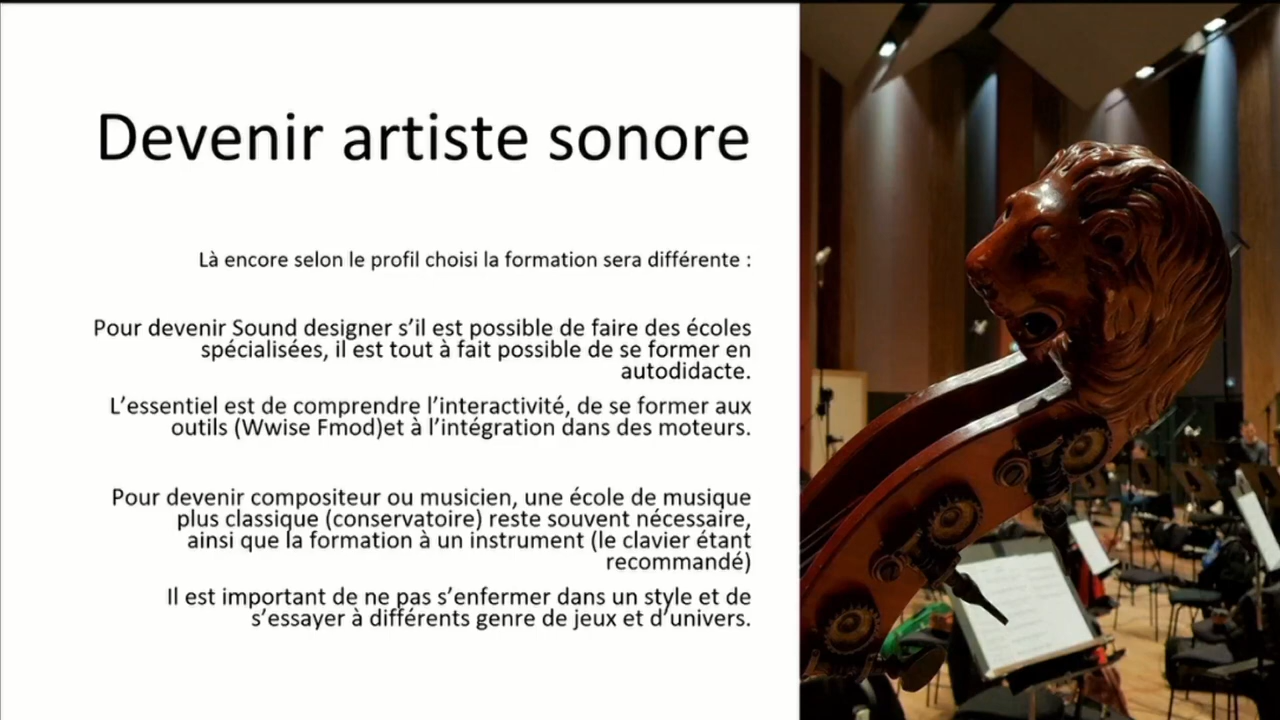 Devenir artiste sonore
Là encore selon le profil choisi la formation sera différente :
Pour devenir Sound designer s’il est possible de faire des écoles
spécialisées, il est tout à fait possible de se former en
autodidacte.
L’essentiel est de comprendre l’interactivité, de se former aux
outils (Wwise Fmod)et à l’intégration dans des moteurs.
Pour devenir compositeur ou musicien, une école de musique
plus classique (conservatoire) reste souvent nécessaire,
ainsi que la formation à un instrument (le clavier étant
recommandé)
Il est important de ne pas s’enfermer dans un style et de
s’essayer à différents genre de jeux et d’univers.